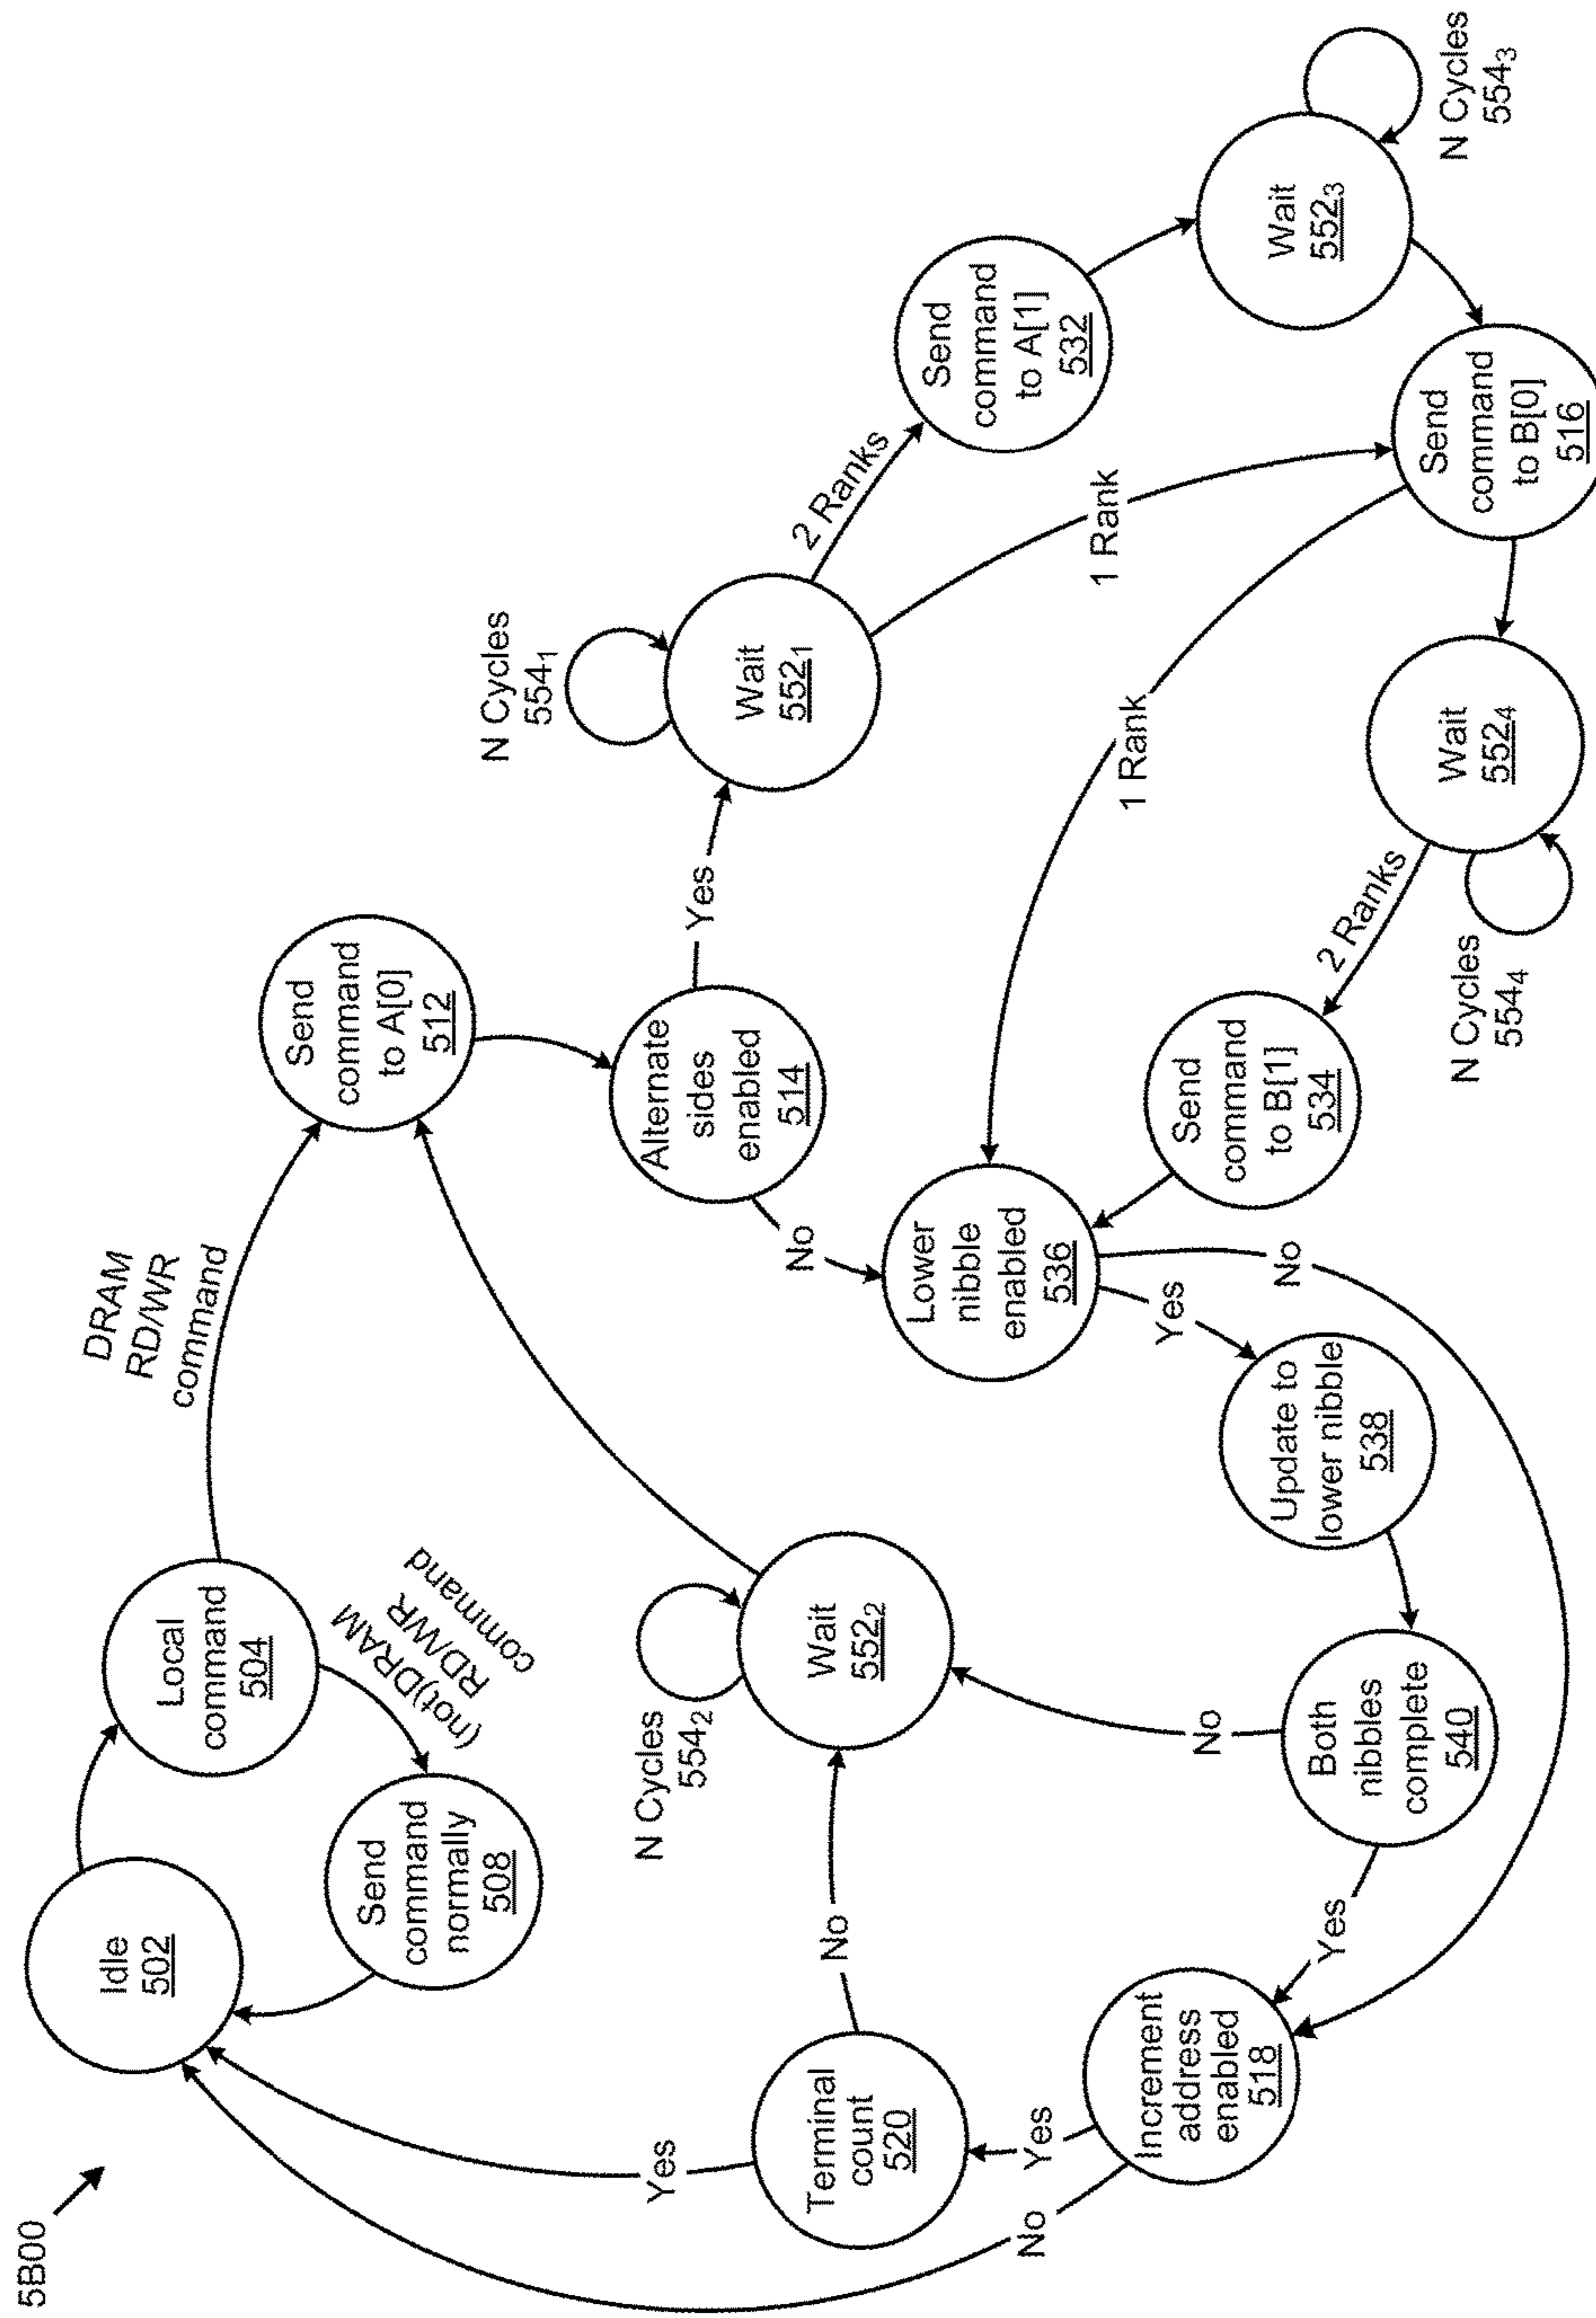 5B00
Idle
502
Local
command
504
DRAM
RD/WR
command
(not)DRAM
RD/WR
command
Send
command
normally
508
Send
command
to A[0]
512
Alternate
sides
enabled
514
Yes
No
N Cycles
554₁
Wait
552₁
2 Ranks
1 Rank
Send
command
to A[1]
532
Wait
552₃
N Cycles
554₃
Send
command
to B[0]
516
1 Rank
Wait
552₄
N Cycles
554₄
2 Ranks
Send
command
to B[1]
534
Lower
nibble
enabled
536
Yes
No
Update to
lower nibble
538
Both
nibbles
complete
540
No
Yes
N Cycles
554₂
Wait
552₂
No
Terminal
count
520
Yes
Increment
address
enabled
518
Yes
No